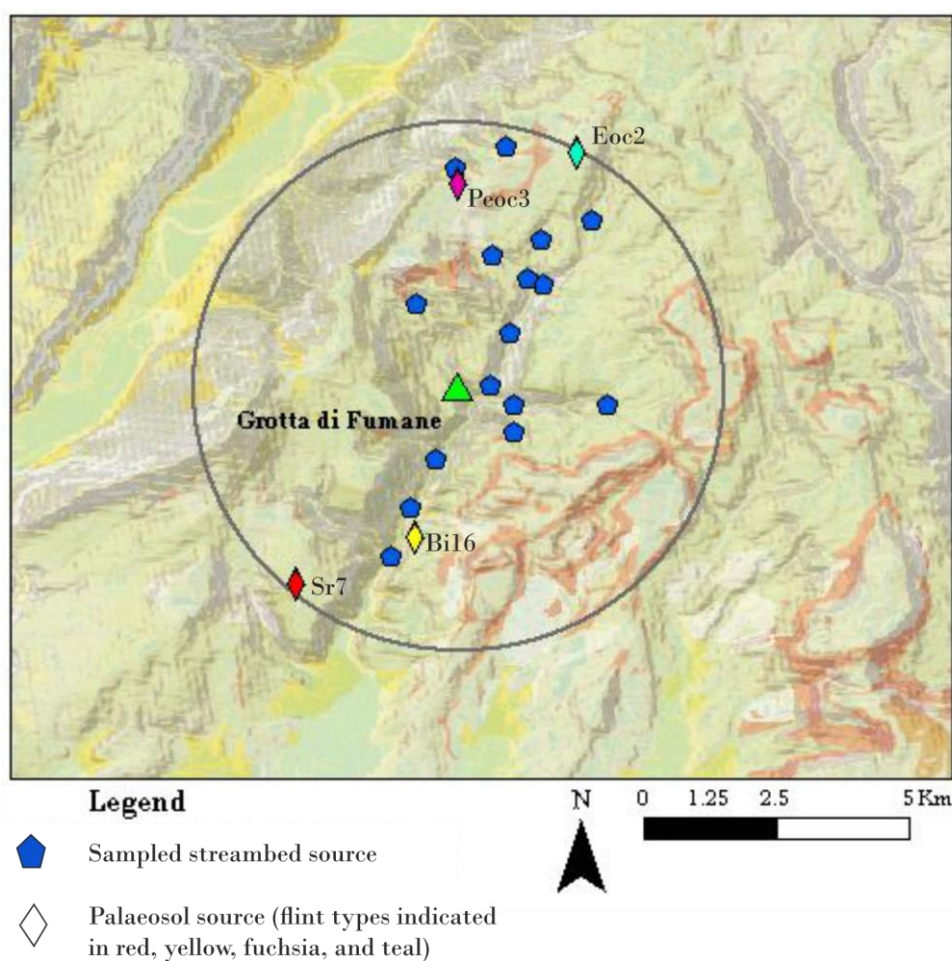 Eoc2
Peoc3
Grotta di Fumane
Bi16
Sr7
Legend
N
0 1.25 2.5 5 Km
Sampled streambed source
Palaeosol source (flint types indicated
in red, yellow, fuchsia, and teal)